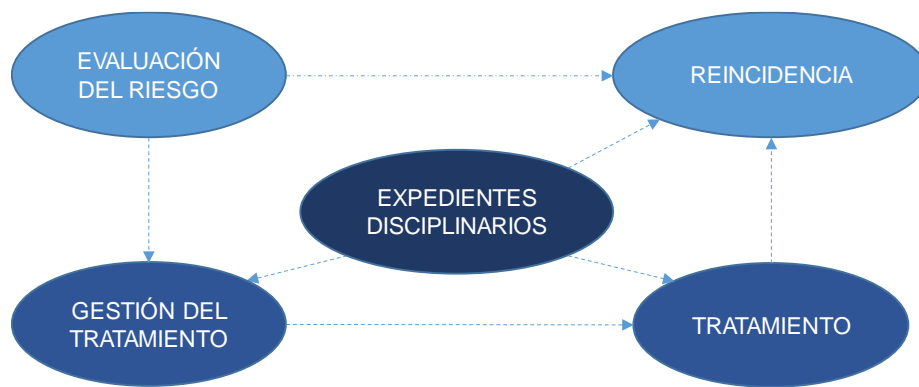 EVALUACIÓN
DEL RIESGO
REINCIDENCIA
EXPEDIENTES
DISCIPLINARIOS
GESTIÓN DEL
TRATAMIENTO
TRATAMIENTO